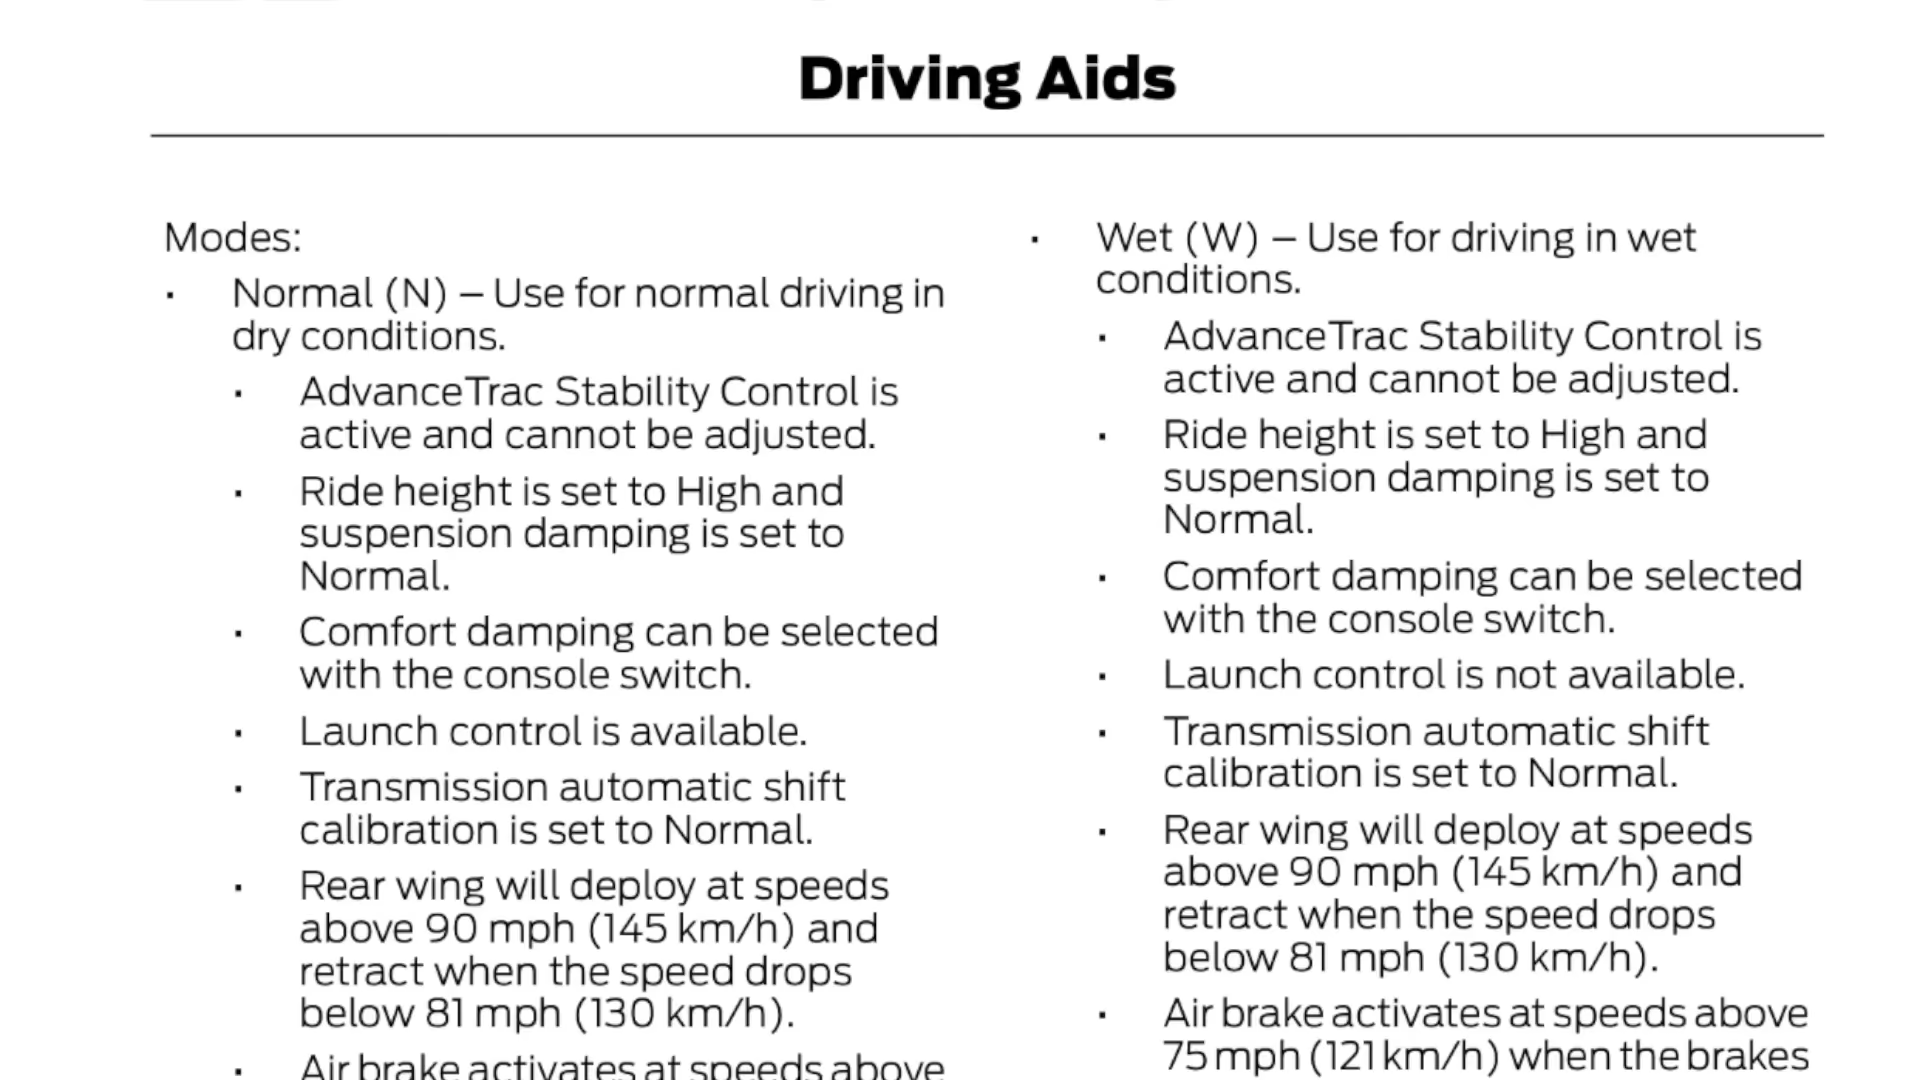 Driving Aids
Modes:
· Normal (N) – Use for normal driving in
dry conditions.
· AdvanceTrac Stability Control is
active and cannot be adjusted.
· Ride height is set to High and
suspension damping is set to
Normal.
· Comfort damping can be selected
with the console switch.
· Launch control is available.
· Transmission automatic shift
calibration is set to Normal.
· Rear wing will deploy at speeds
above 90 mph (145 km/h) and
retract when the speed drops
below 81 mph (130 km/h).
· Air brake activates at speeds above
· Wet (W) – Use for driving in wet
conditions.
· AdvanceTrac Stability Control is
active and cannot be adjusted.
· Ride height is set to High and
suspension damping is set to
Normal.
· Comfort damping can be selected
with the console switch.
· Launch control is not available.
· Transmission automatic shift
calibration is set to Normal.
· Rear wing will deploy at speeds
above 90 mph (145 km/h) and
retract when the speed drops
below 81 mph (130 km/h).
· Air brake activates at speeds above
75 mph (121 km/h) when the brakes